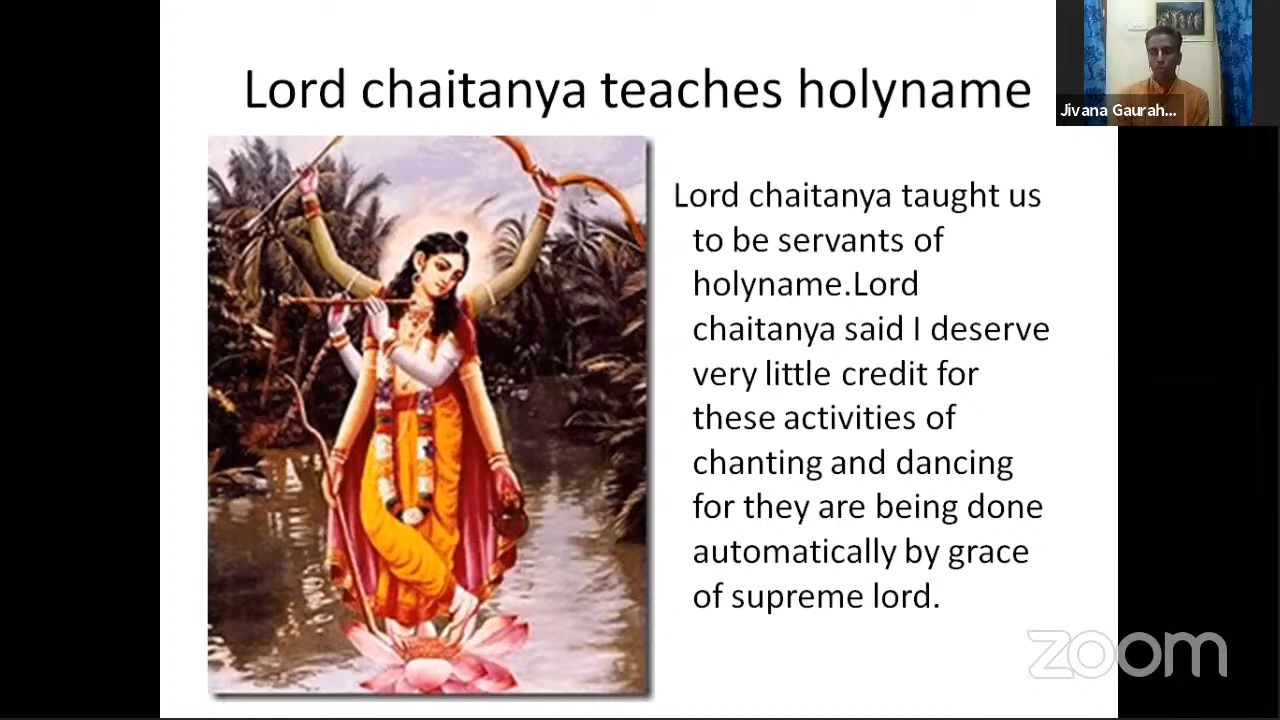 Lord chaitanya teaches holyname
Jivana Gaurah...
Lord chaitanya taught us
to be servants of
holyname.Lord
chaitanya said I deserve
very little credit for
these activities of
chanting and dancing
for they are being done
automatically by grace
of supreme lord.
zoom